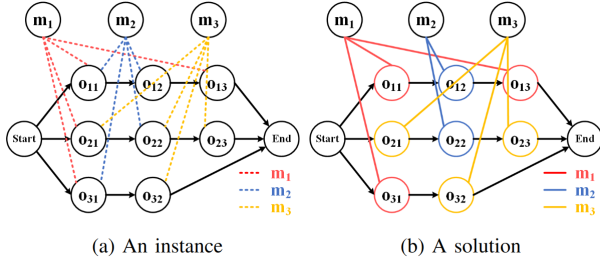 m₁ m₂ m₃ m₁ m₂ m₃
o₁₁ o₁₂ o₁₃ o₁₁ o₁₂ o₁₃
Start o₂₁ o₂₂ o₂₃ End Start o₂₁ o₂₂ o₂₃ End
o₃₁ o₃₂ m₁ o₃₁ o₃₂ m₁
m₂ m₂
m₃ m₃
(a) An instance (b) A solution